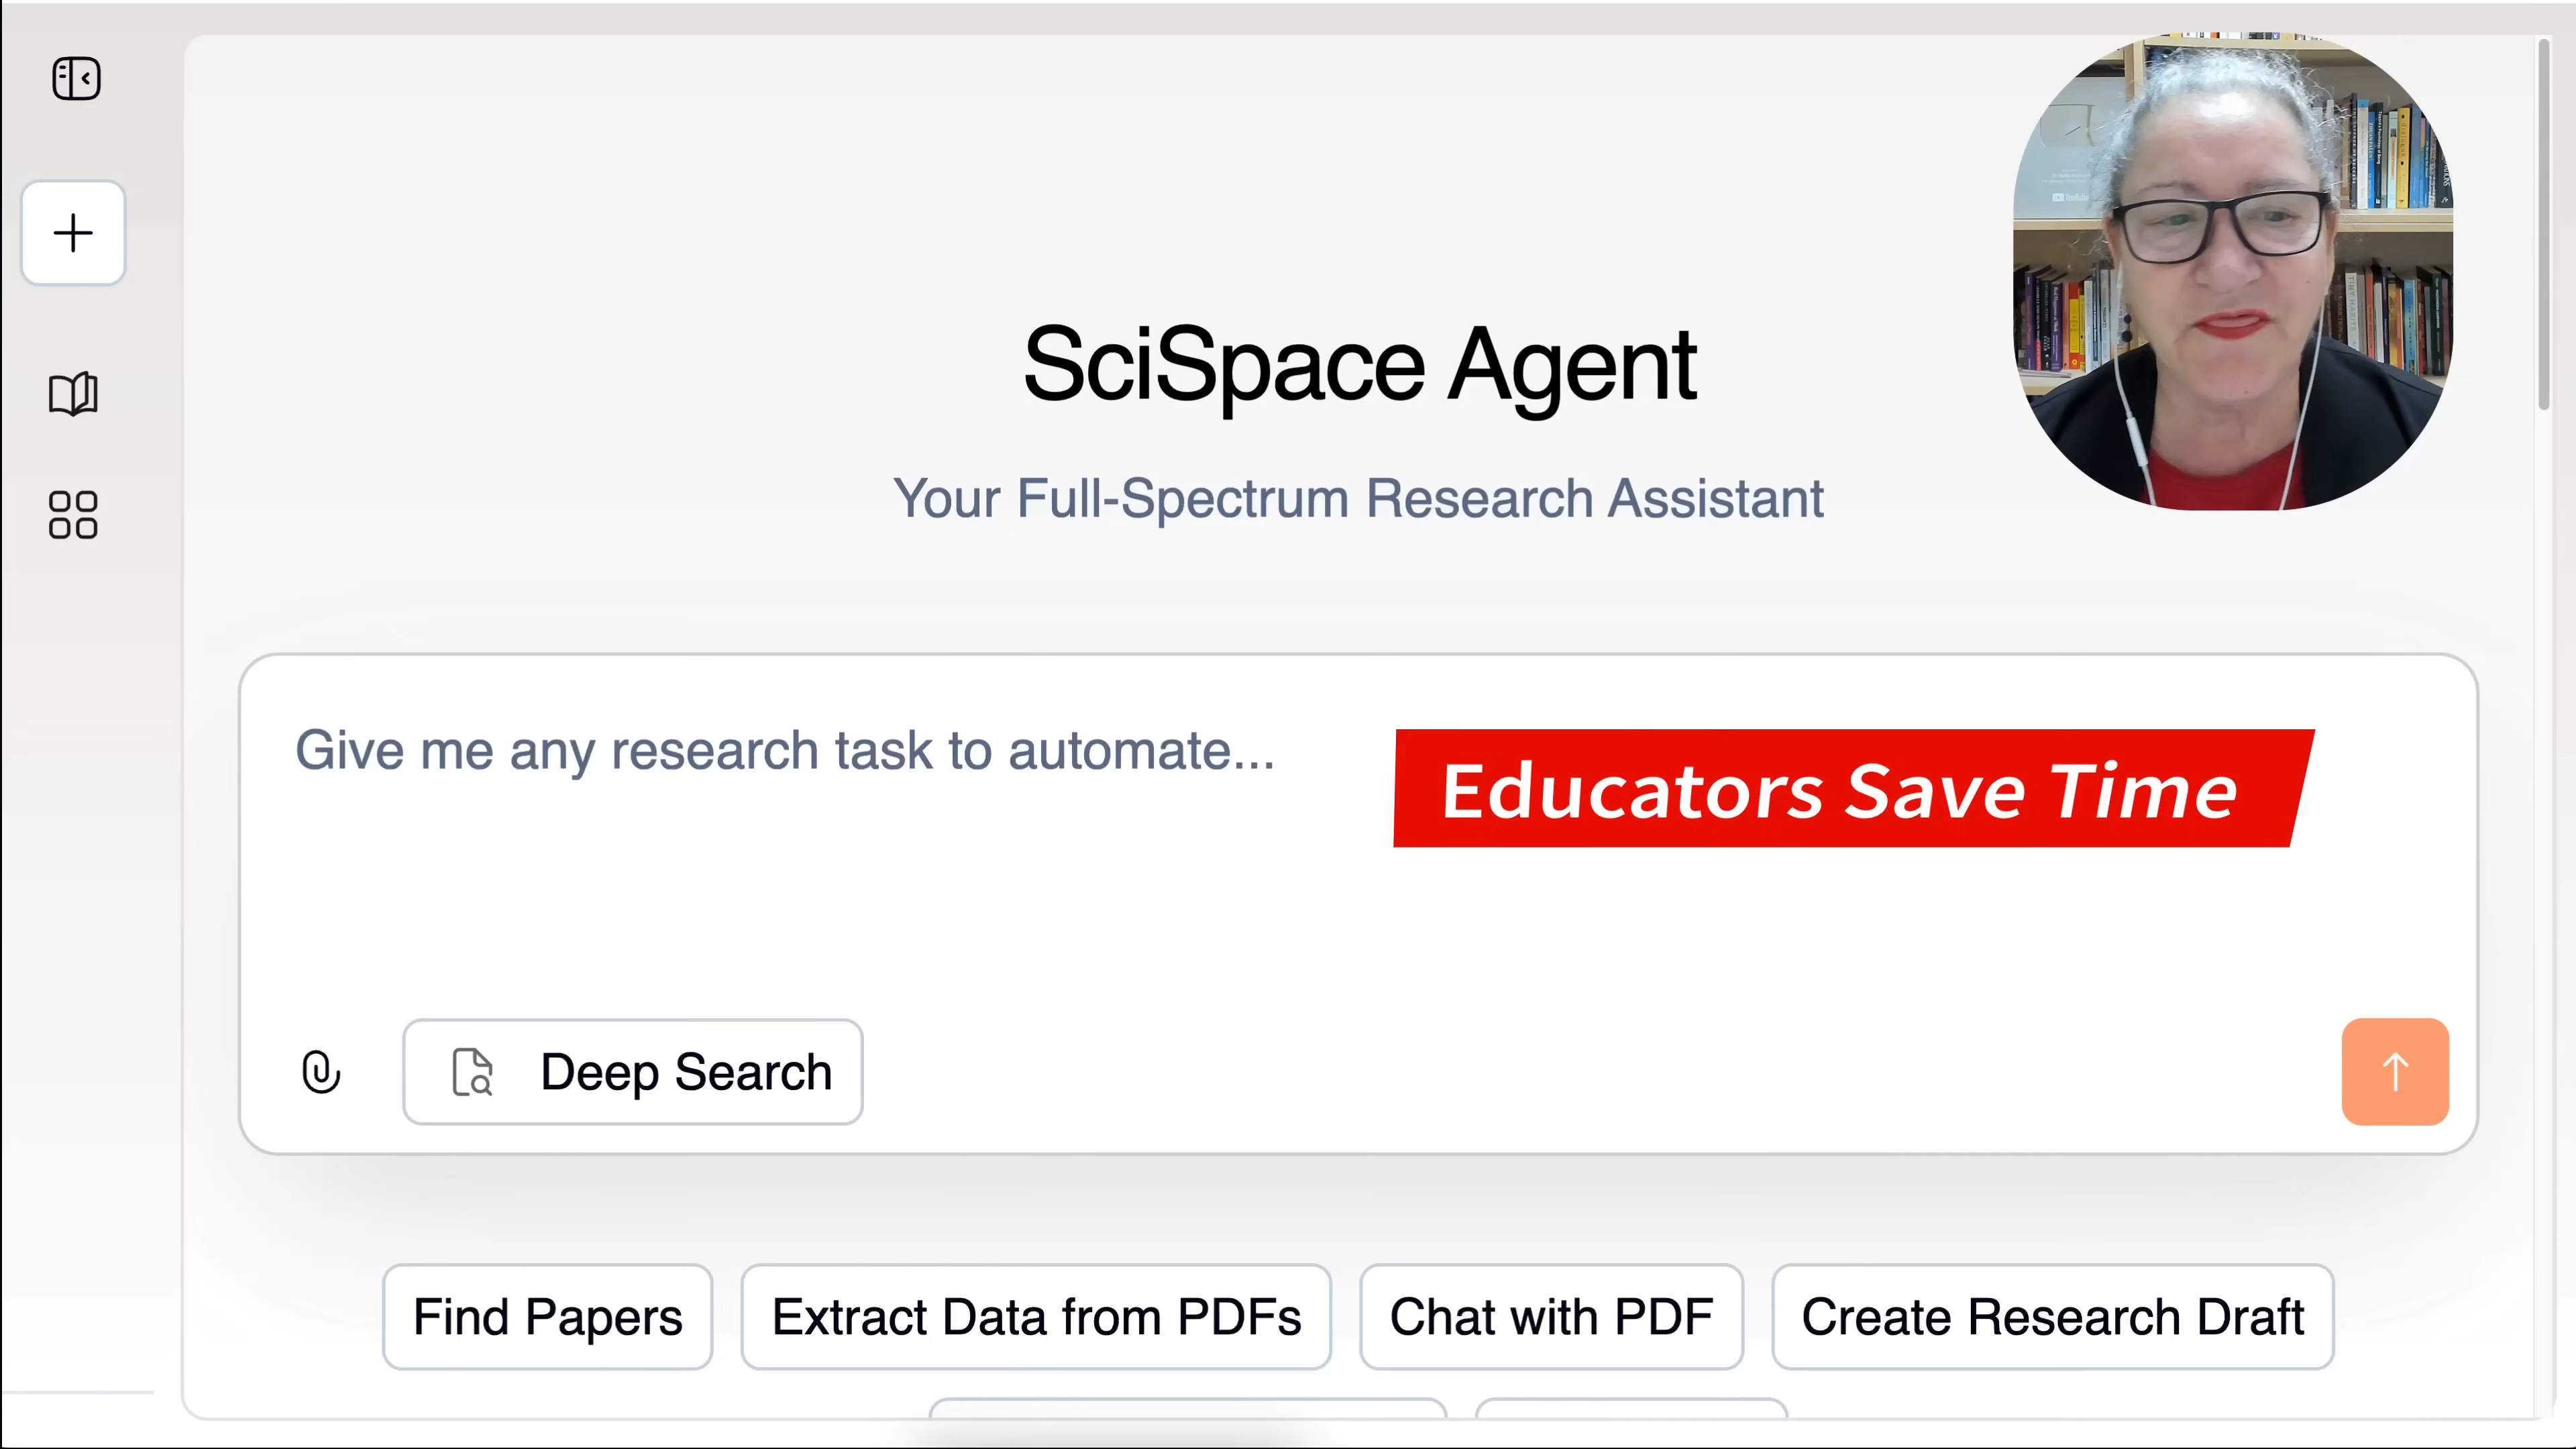 SciSpace Agent
Your Full-Spectrum Research Assistant
Give me any research task to automate...
Educators Save Time
Deep Search
Find Papers
Extract Data from PDFs
Chat with PDF
Create Research Draft
YouTube